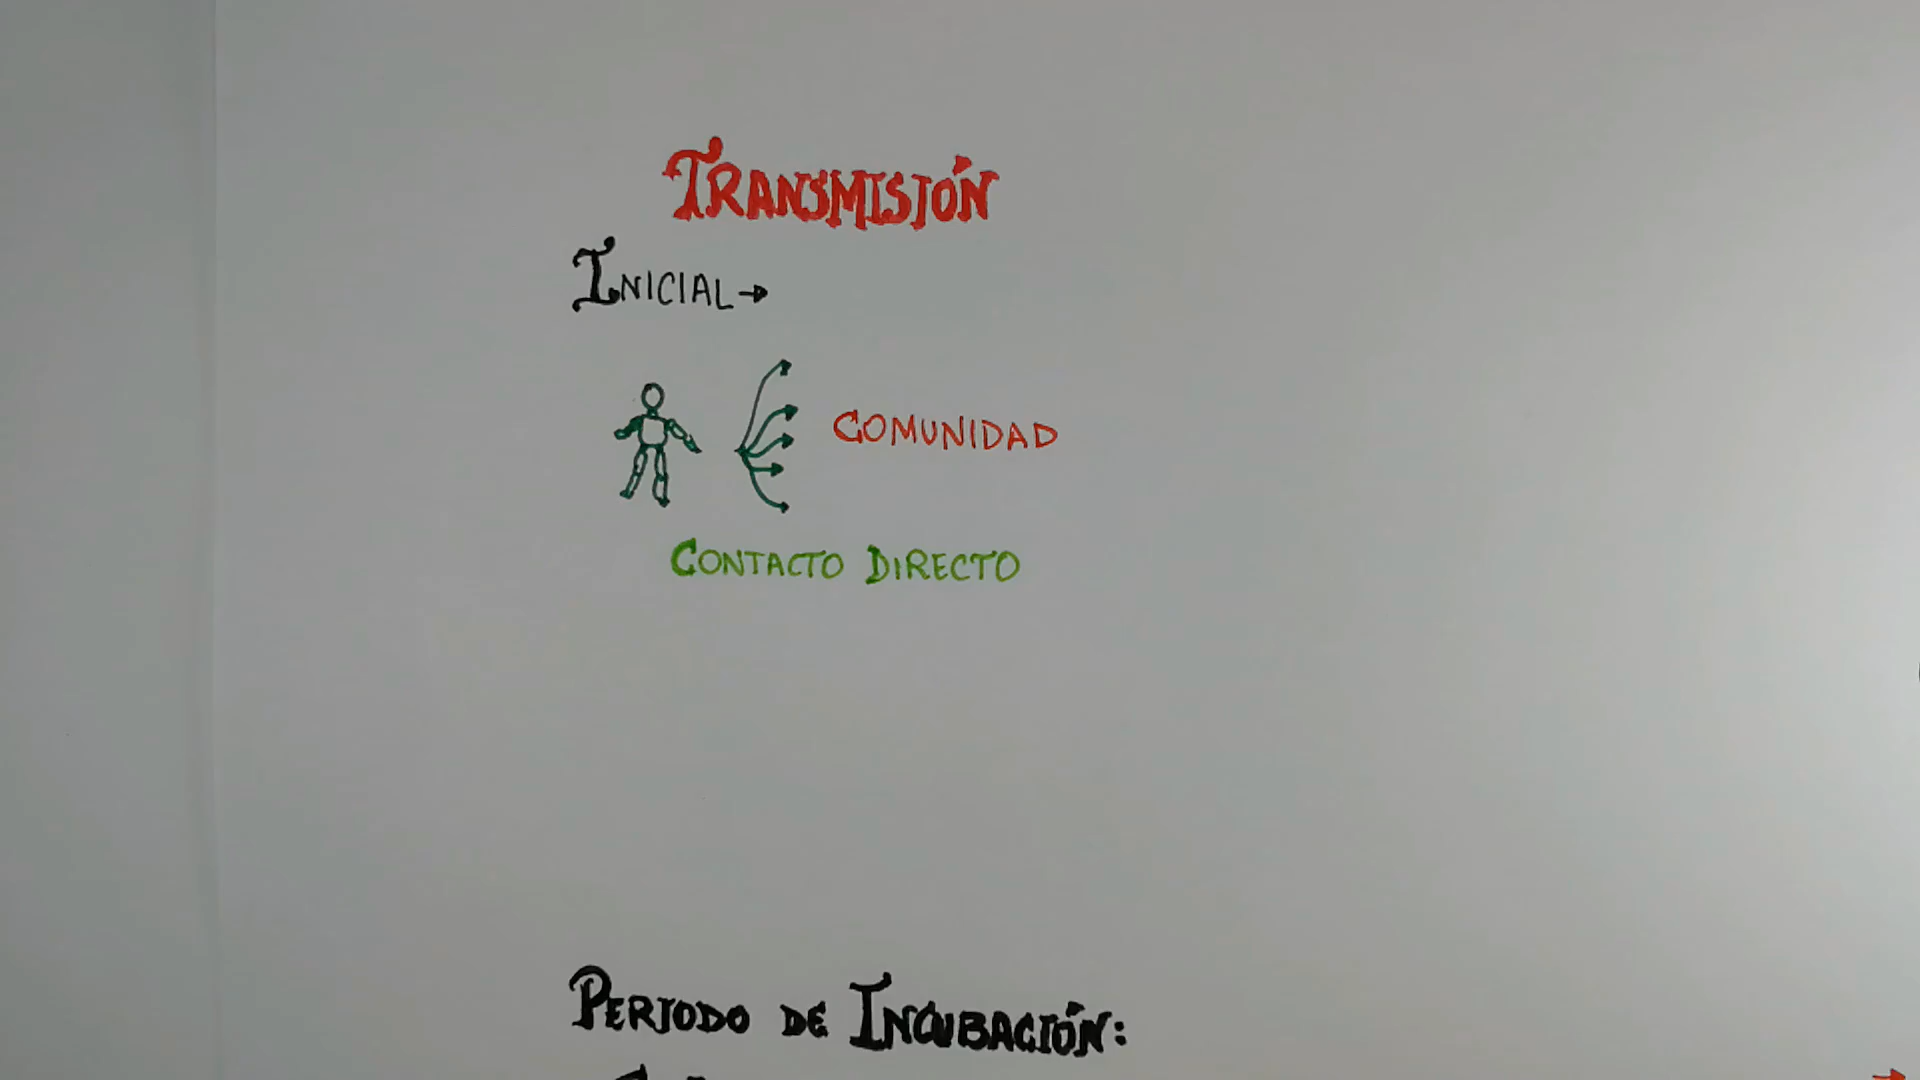 TRANSMISIÓN
INICIAL→
COMUNIDAD
CONTACTO DIRECTO
PERIODO DE INCUBACIÓN: